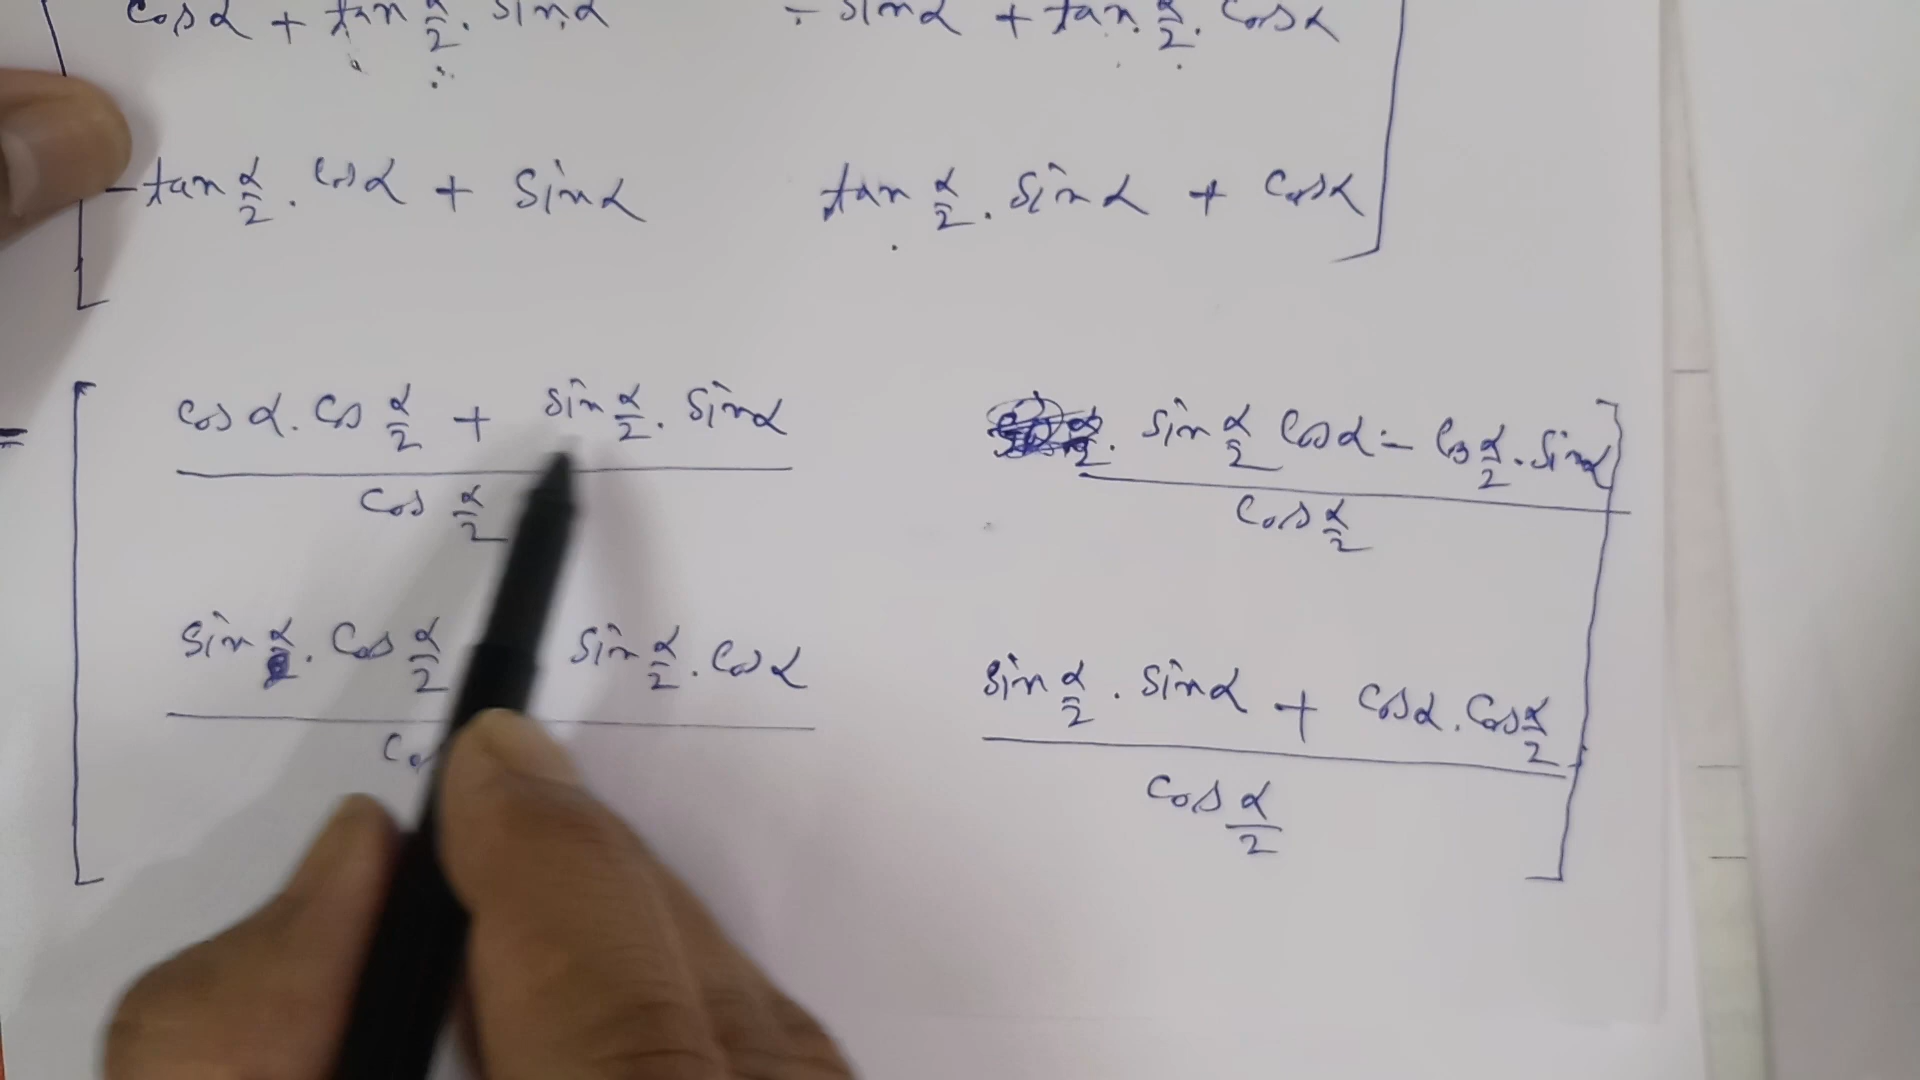 cos α + tan α/2 . sin α    - sin α + tan α/2 . cos α
- tan α/2 . cos α + sin α    tan α/2 . sin α + cos α
= cos α . cos α/2 + sin α/2 . sin α    sin α/2 cos α - cos α/2 . sin α
cos α/2    cos α/2
sin α . cos α/2    sin α/2 . cos α    sin α/2 . sin α + cos α . cos α/2
cos α/2